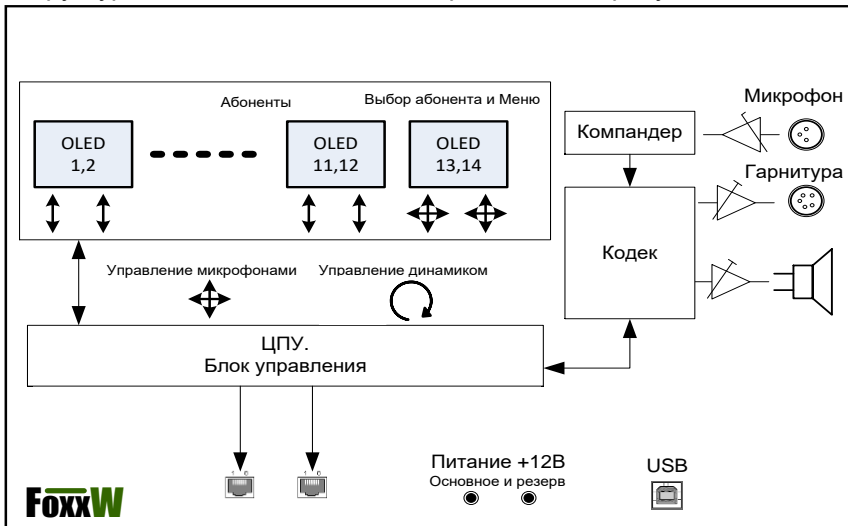 Абоненты
Выбор абонента и Меню
OLED
1,2
OLED
11,12
OLED
13,14
Компандер
Микрофон
Гарнитура
Кодек
Управление микрофонами
Управление динамиком
ЦПУ.
Блок управления
Питание +12В
Основное и резерв
USB
FoxxW